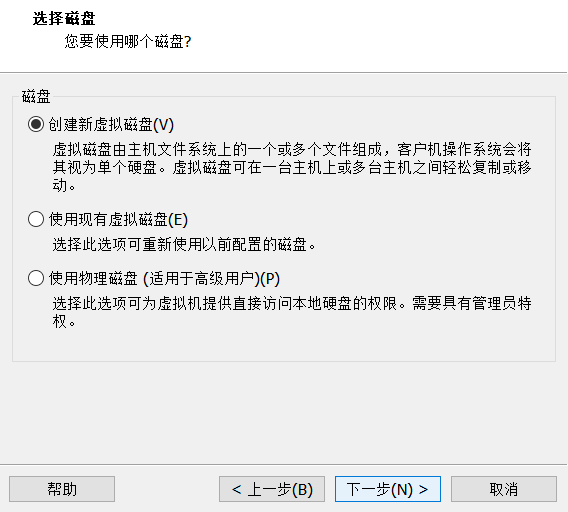 选择磁盘
您要使用哪个磁盘?
磁盘
创建新虚拟磁盘(V)
虚拟磁盘由主机文件系统上的一个或多个文件组成，客户机操作系统会将
其视为单个硬盘。虚拟磁盘可在一台主机上或多台主机之间轻松复制或移
动。
使用现有虚拟磁盘(E)
选择此选项可重新使用以前配置的磁盘。
使用物理磁盘 (适用于高级用户)(P)
选择此选项可为虚拟机提供直接访问本地硬盘的权限。需要具有管理员特
权。
帮助
< 上一步(B)
下一步(N) >
取消